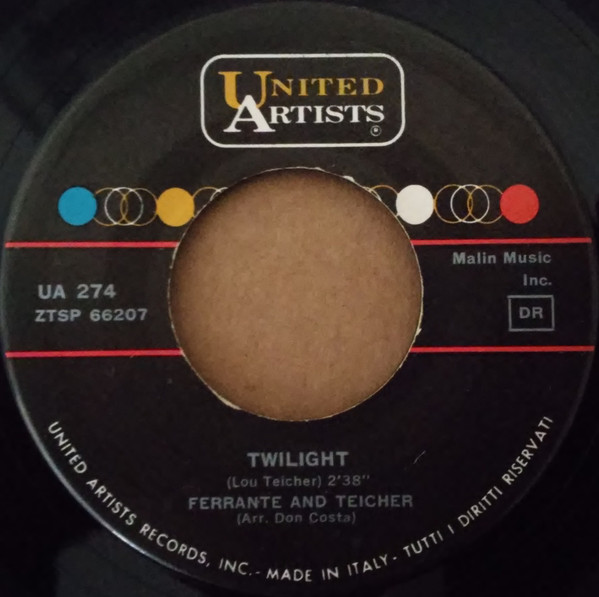 UNITED
ARTISTS
®
Malin Music
Inc.
UA 274
ZTSP 66207
DR
TWILIGHT
(Lou Teicher) 2'38"
FERRANTE AND TEICHER
(Arr. Don Costa)
UNITED ARTISTS RECORDS, INC.- MADE IN ITALY - TUTTI I DIRITTI RISERVATI